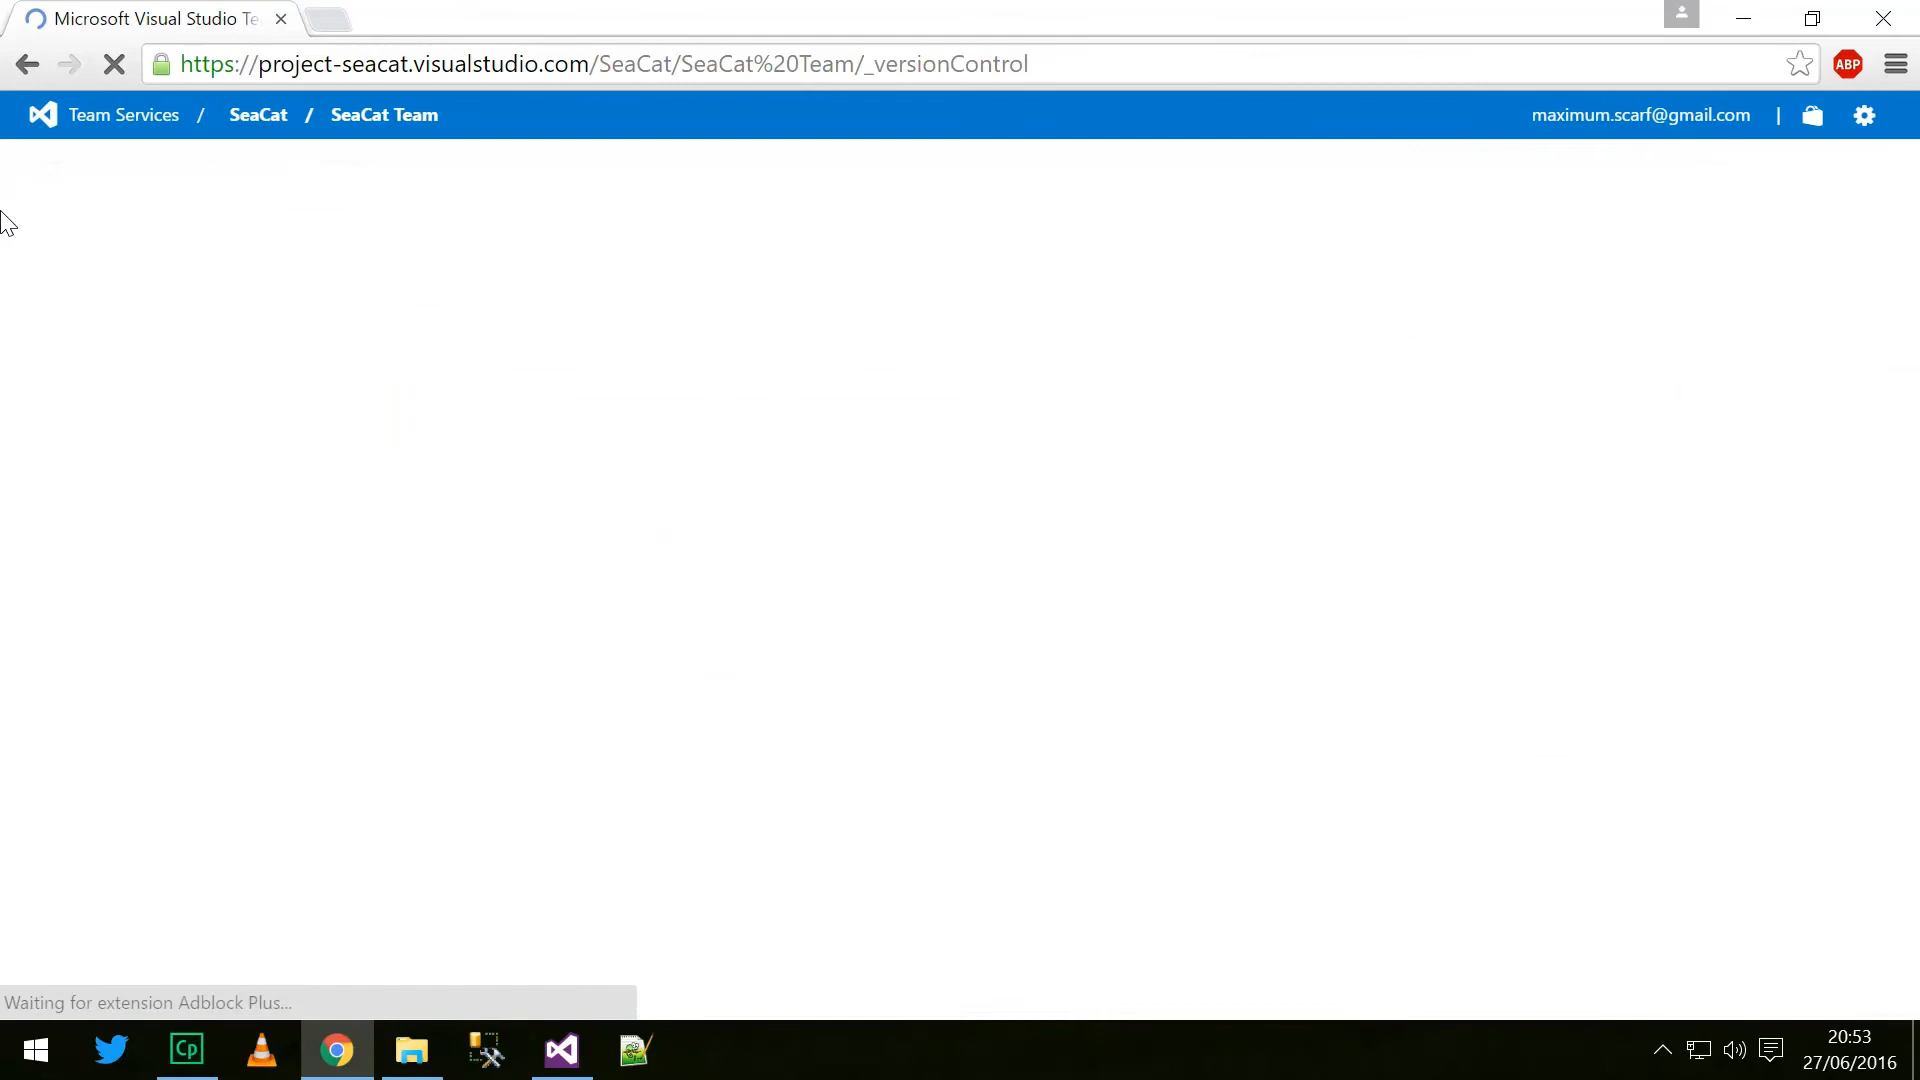 Microsoft Visual Studio Te
https://project-seacat.visualstudio.com/SeaCat/SeaCat%20Team/_versionControl
ABP
Team Services / SeaCat / SeaCat Team
maximum.scarf@gmail.com |
Waiting for extension Adblock Plus...
Cp
20:53
27/06/2016